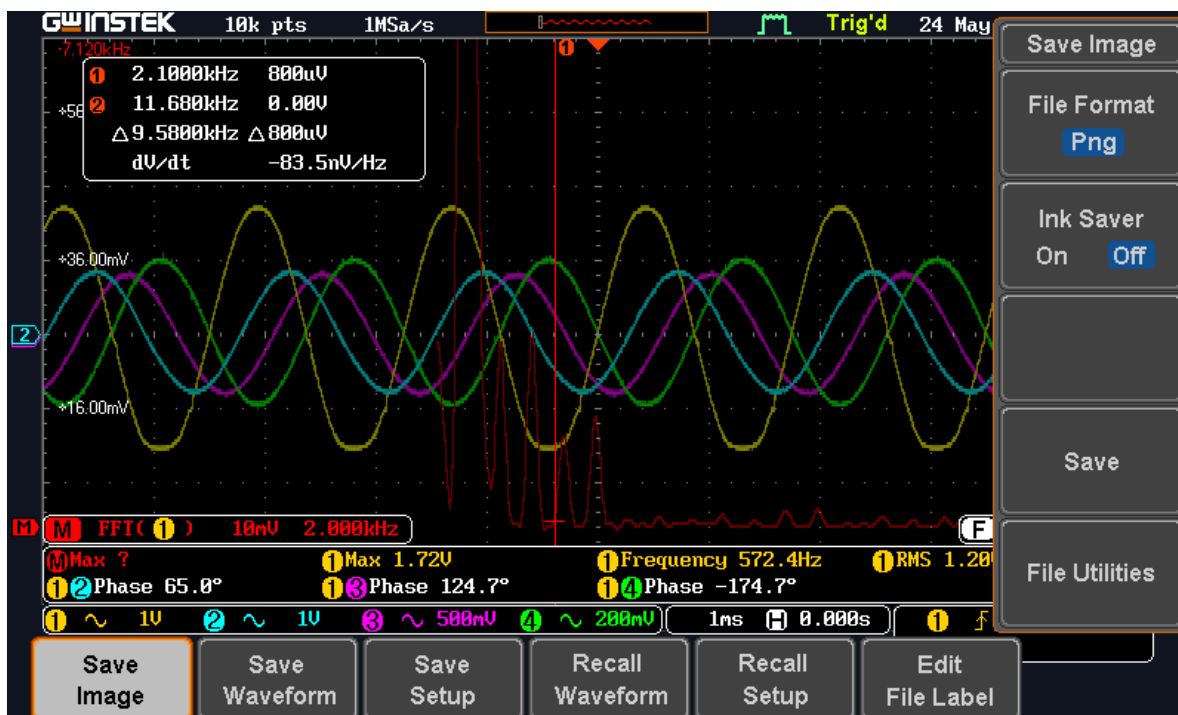 GWINSTEK 10k pts 1MSa/s Trig'd 24 May
-7.120kHz
1 2.1000kHz 800uV
2 11.680kHz 0.00V
△9.5800kHz △800uV
dV/dt -83.5nV/Hz
+56
1
+36.00mV
2
+16.00mV
M
M FFT( 1 ) 10mV 2.000kHz
F
M Max ? 1 Max 1.72V 1 Frequency 572.4Hz 1 RMS 1.20
1 2 Phase 65.0° 1 3 Phase 124.7° 1 4 Phase -174.7°
1 ∿ 1V 2 ∿ 1V 3 ∿ 500mV 4 ∿ 200mV 1ms H 0.000s 1
Save Image
File Format
Png
Ink Saver
On Off
Save
File Utilities
Save Image
Save Waveform
Save Setup
Recall Waveform
Recall Setup
Edit File Label